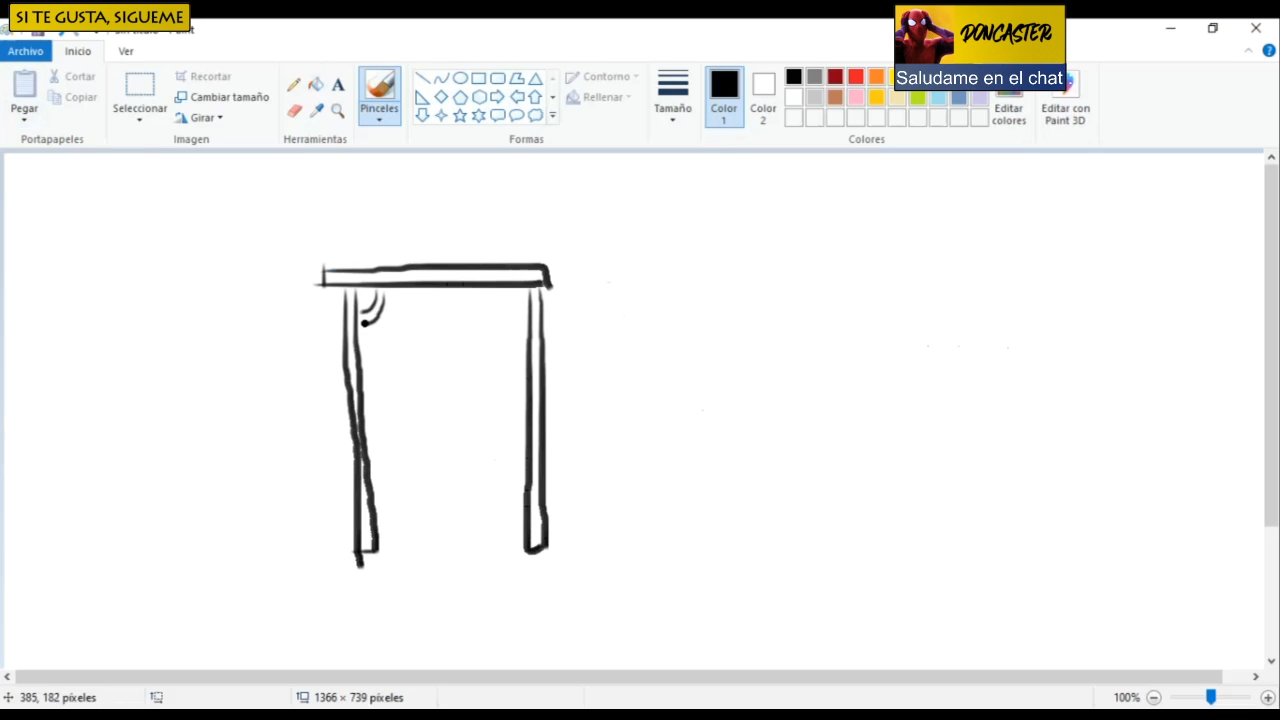 SI TE GUSTA, SIGUEME
DONCASTER
Saludame en el chat
Archivo
Inicio
Ver
Pegar
Cortar
Copiar
Portapapeles
Seleccionar
Recortar
Cambiar tamaño
Girar
Imagen
A
Herramientas
Pinceles
Formas
Contorno
Rellenar
Tamaño
Color 1
Color 2
Colores
Editar colores
Editar con Paint 3D
385, 182 píxeles
1366 × 739 píxeles
100%